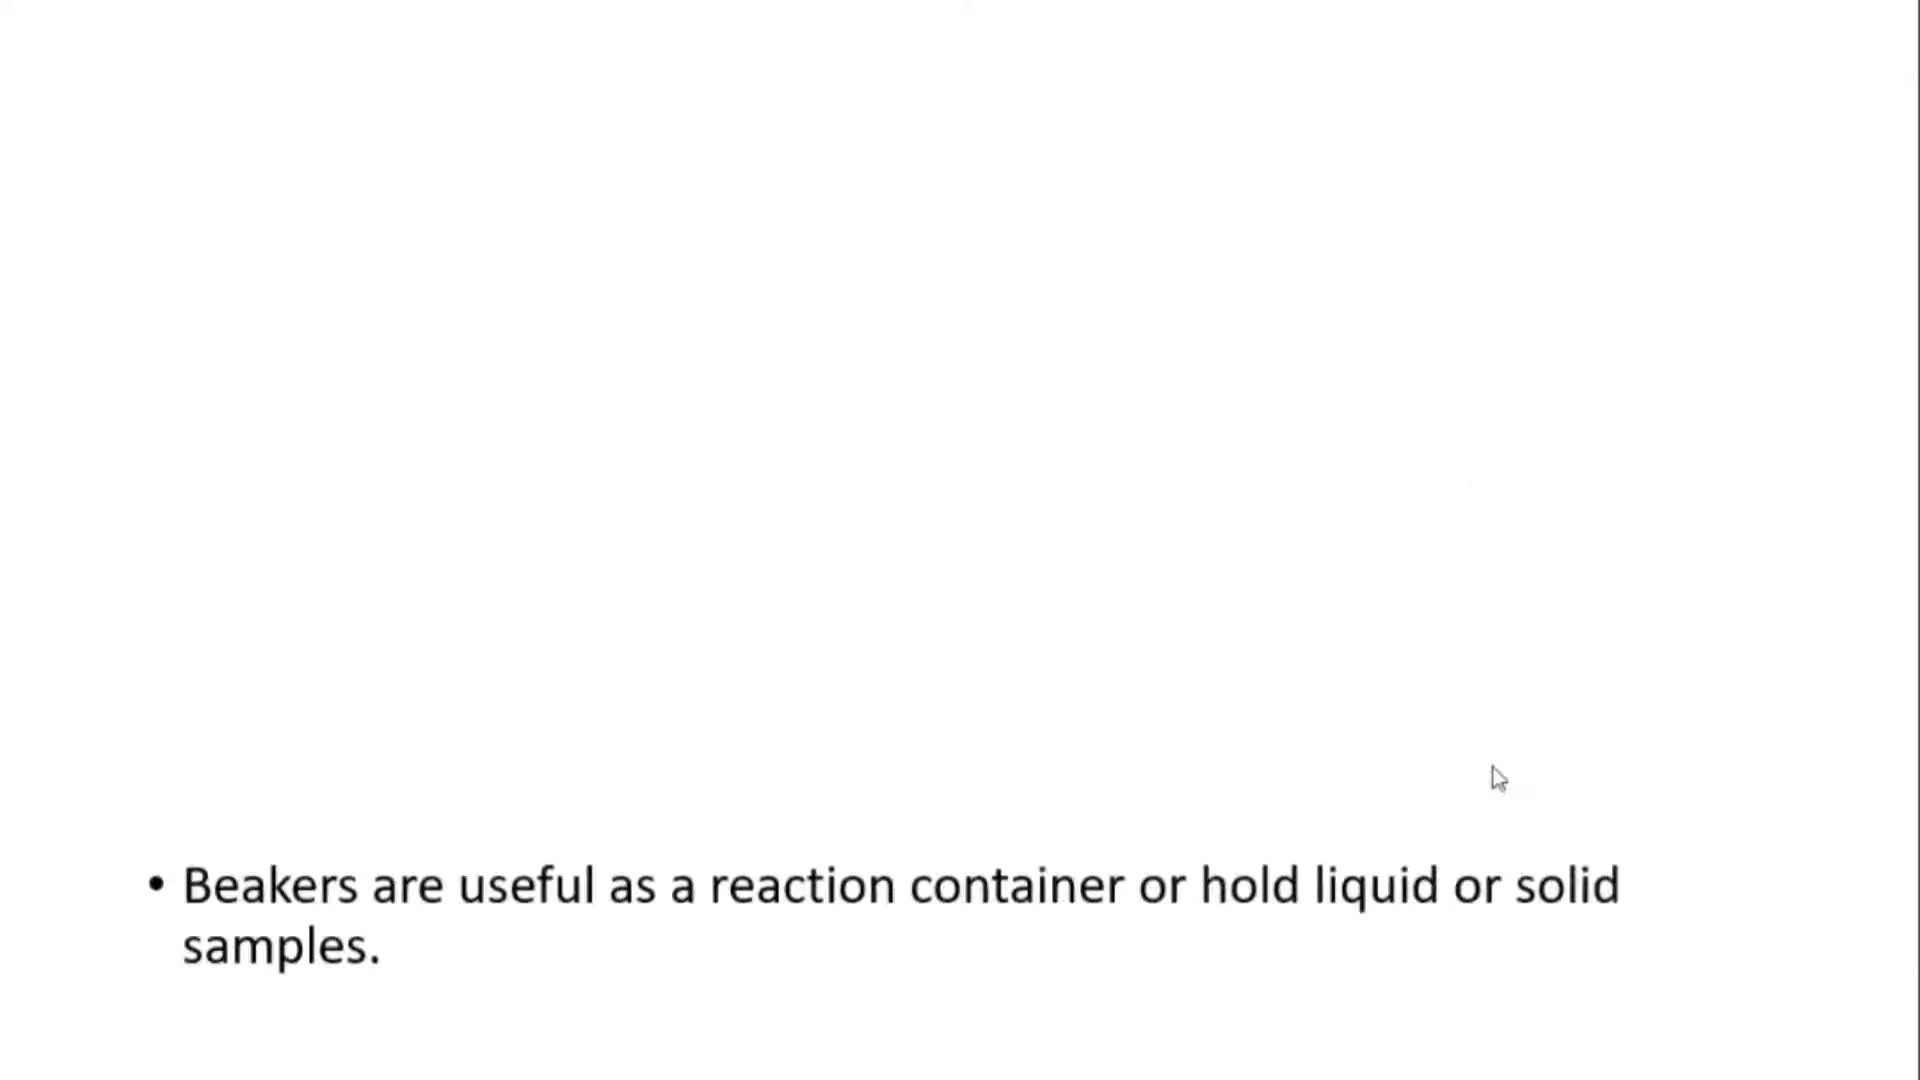 • Beakers are useful as a reaction container or hold liquid or solid
samples.